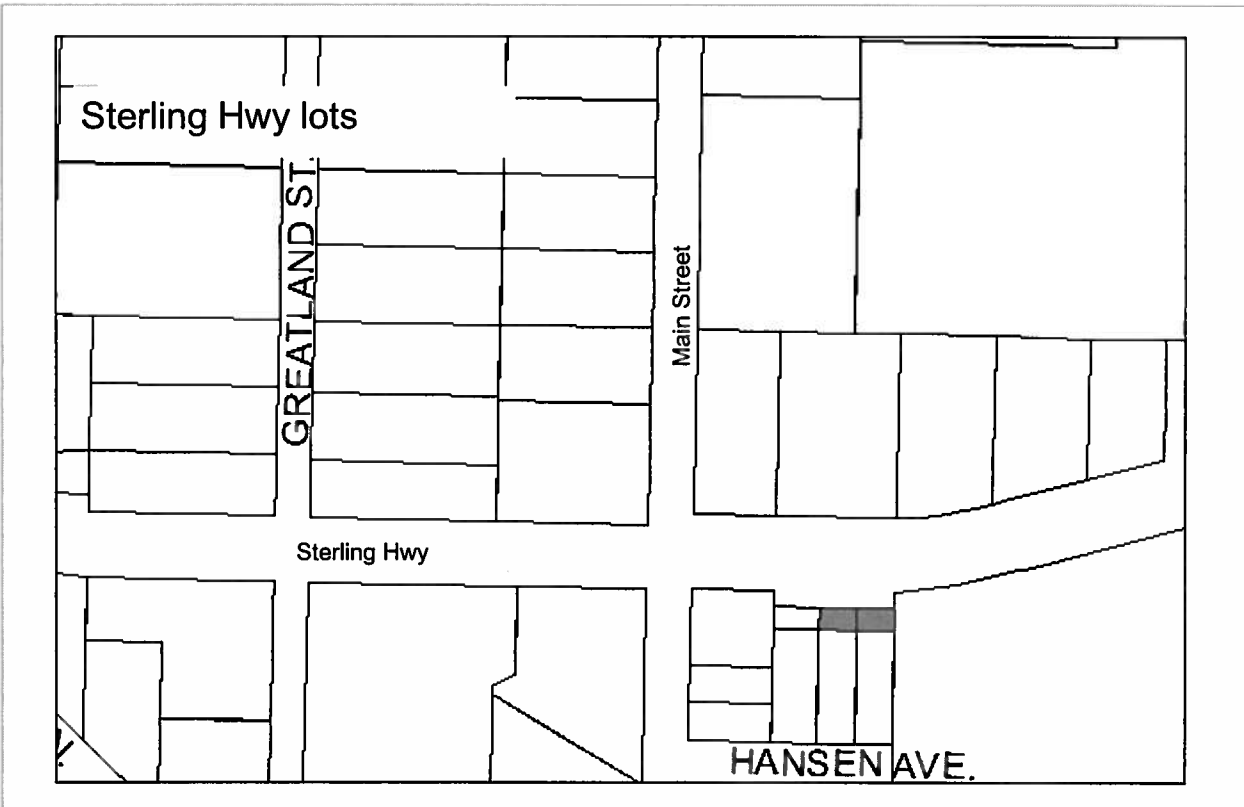 Sterling Hwy lots
GREATLAND ST.
Main Street
Sterling Hwy
HANSEN AVE.